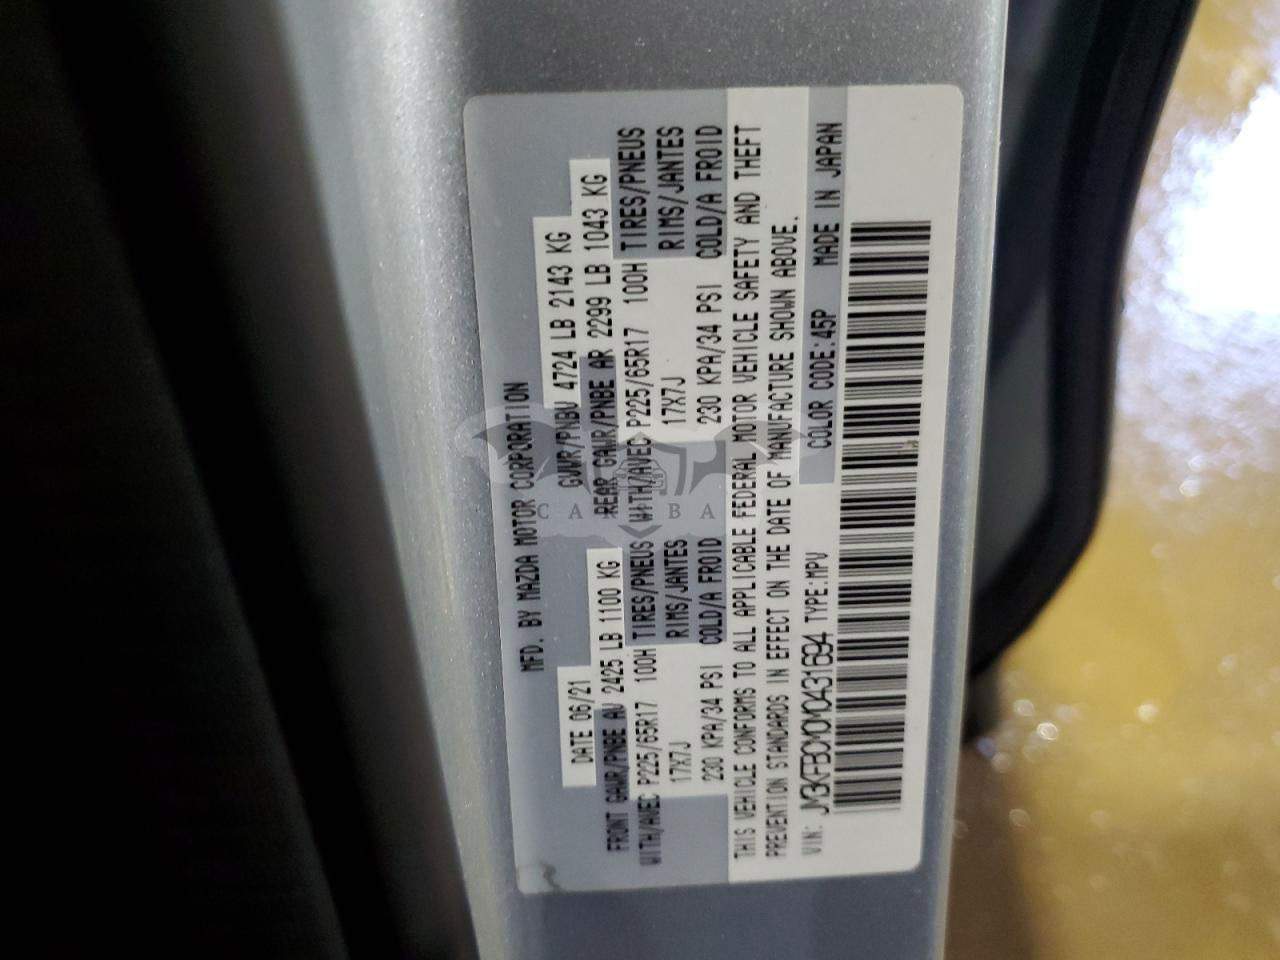 MFD. BY MAZDA MOTOR CORPORATION
DATE 06/21 GVWR/PNBV 4724 LB 2143 KG
FRONT GAWR/PNBE AV 2425 LB 1100 KG REAR GAWR/PNBE AR 2299 LB 1043 KG
WITH/AVEC P225/65R17 100H TIRES/PNEUS WITH/AVEC P225/65R17 100H TIRES/PNEUS
17X7J RIMS/JANTES 17X7J RIMS/JANTES
230 KPA/34 PSI COLD/A FROID 230 KPA/34 PSI COLD/A FROID
THIS VEHICLE CONFORMS TO ALL APPLICABLE FEDERAL MOTOR VEHICLE SAFETY AND THEFT
PREVENTION STANDARDS IN EFFECT ON THE DATE OF MANUFACTURE SHOWN ABOVE.
VIN: JM3KFBCM0M0431694 TYPE:MPV COLOR CODE:45P MADE IN JAPAN